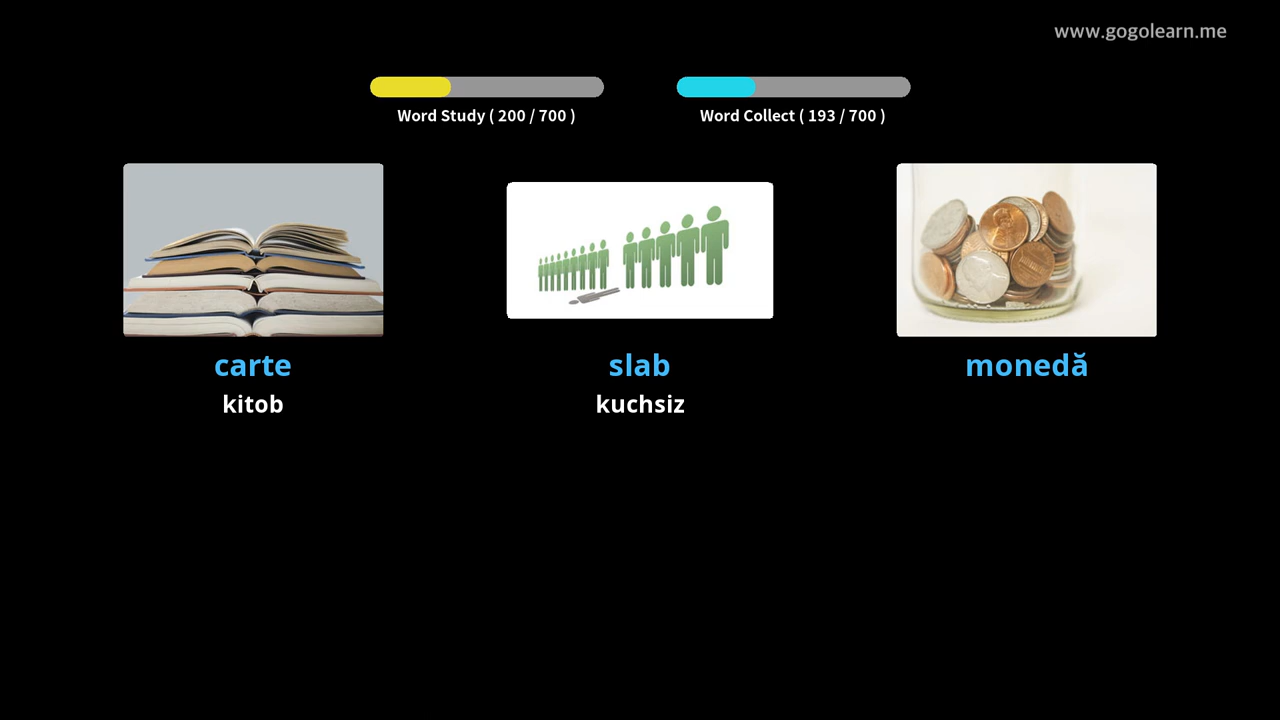 www.gogolearn.me
Word Study ( 200 / 700 )
Word Collect ( 193 / 700 )
carte
slab
monedă
kitob
kuchsiz